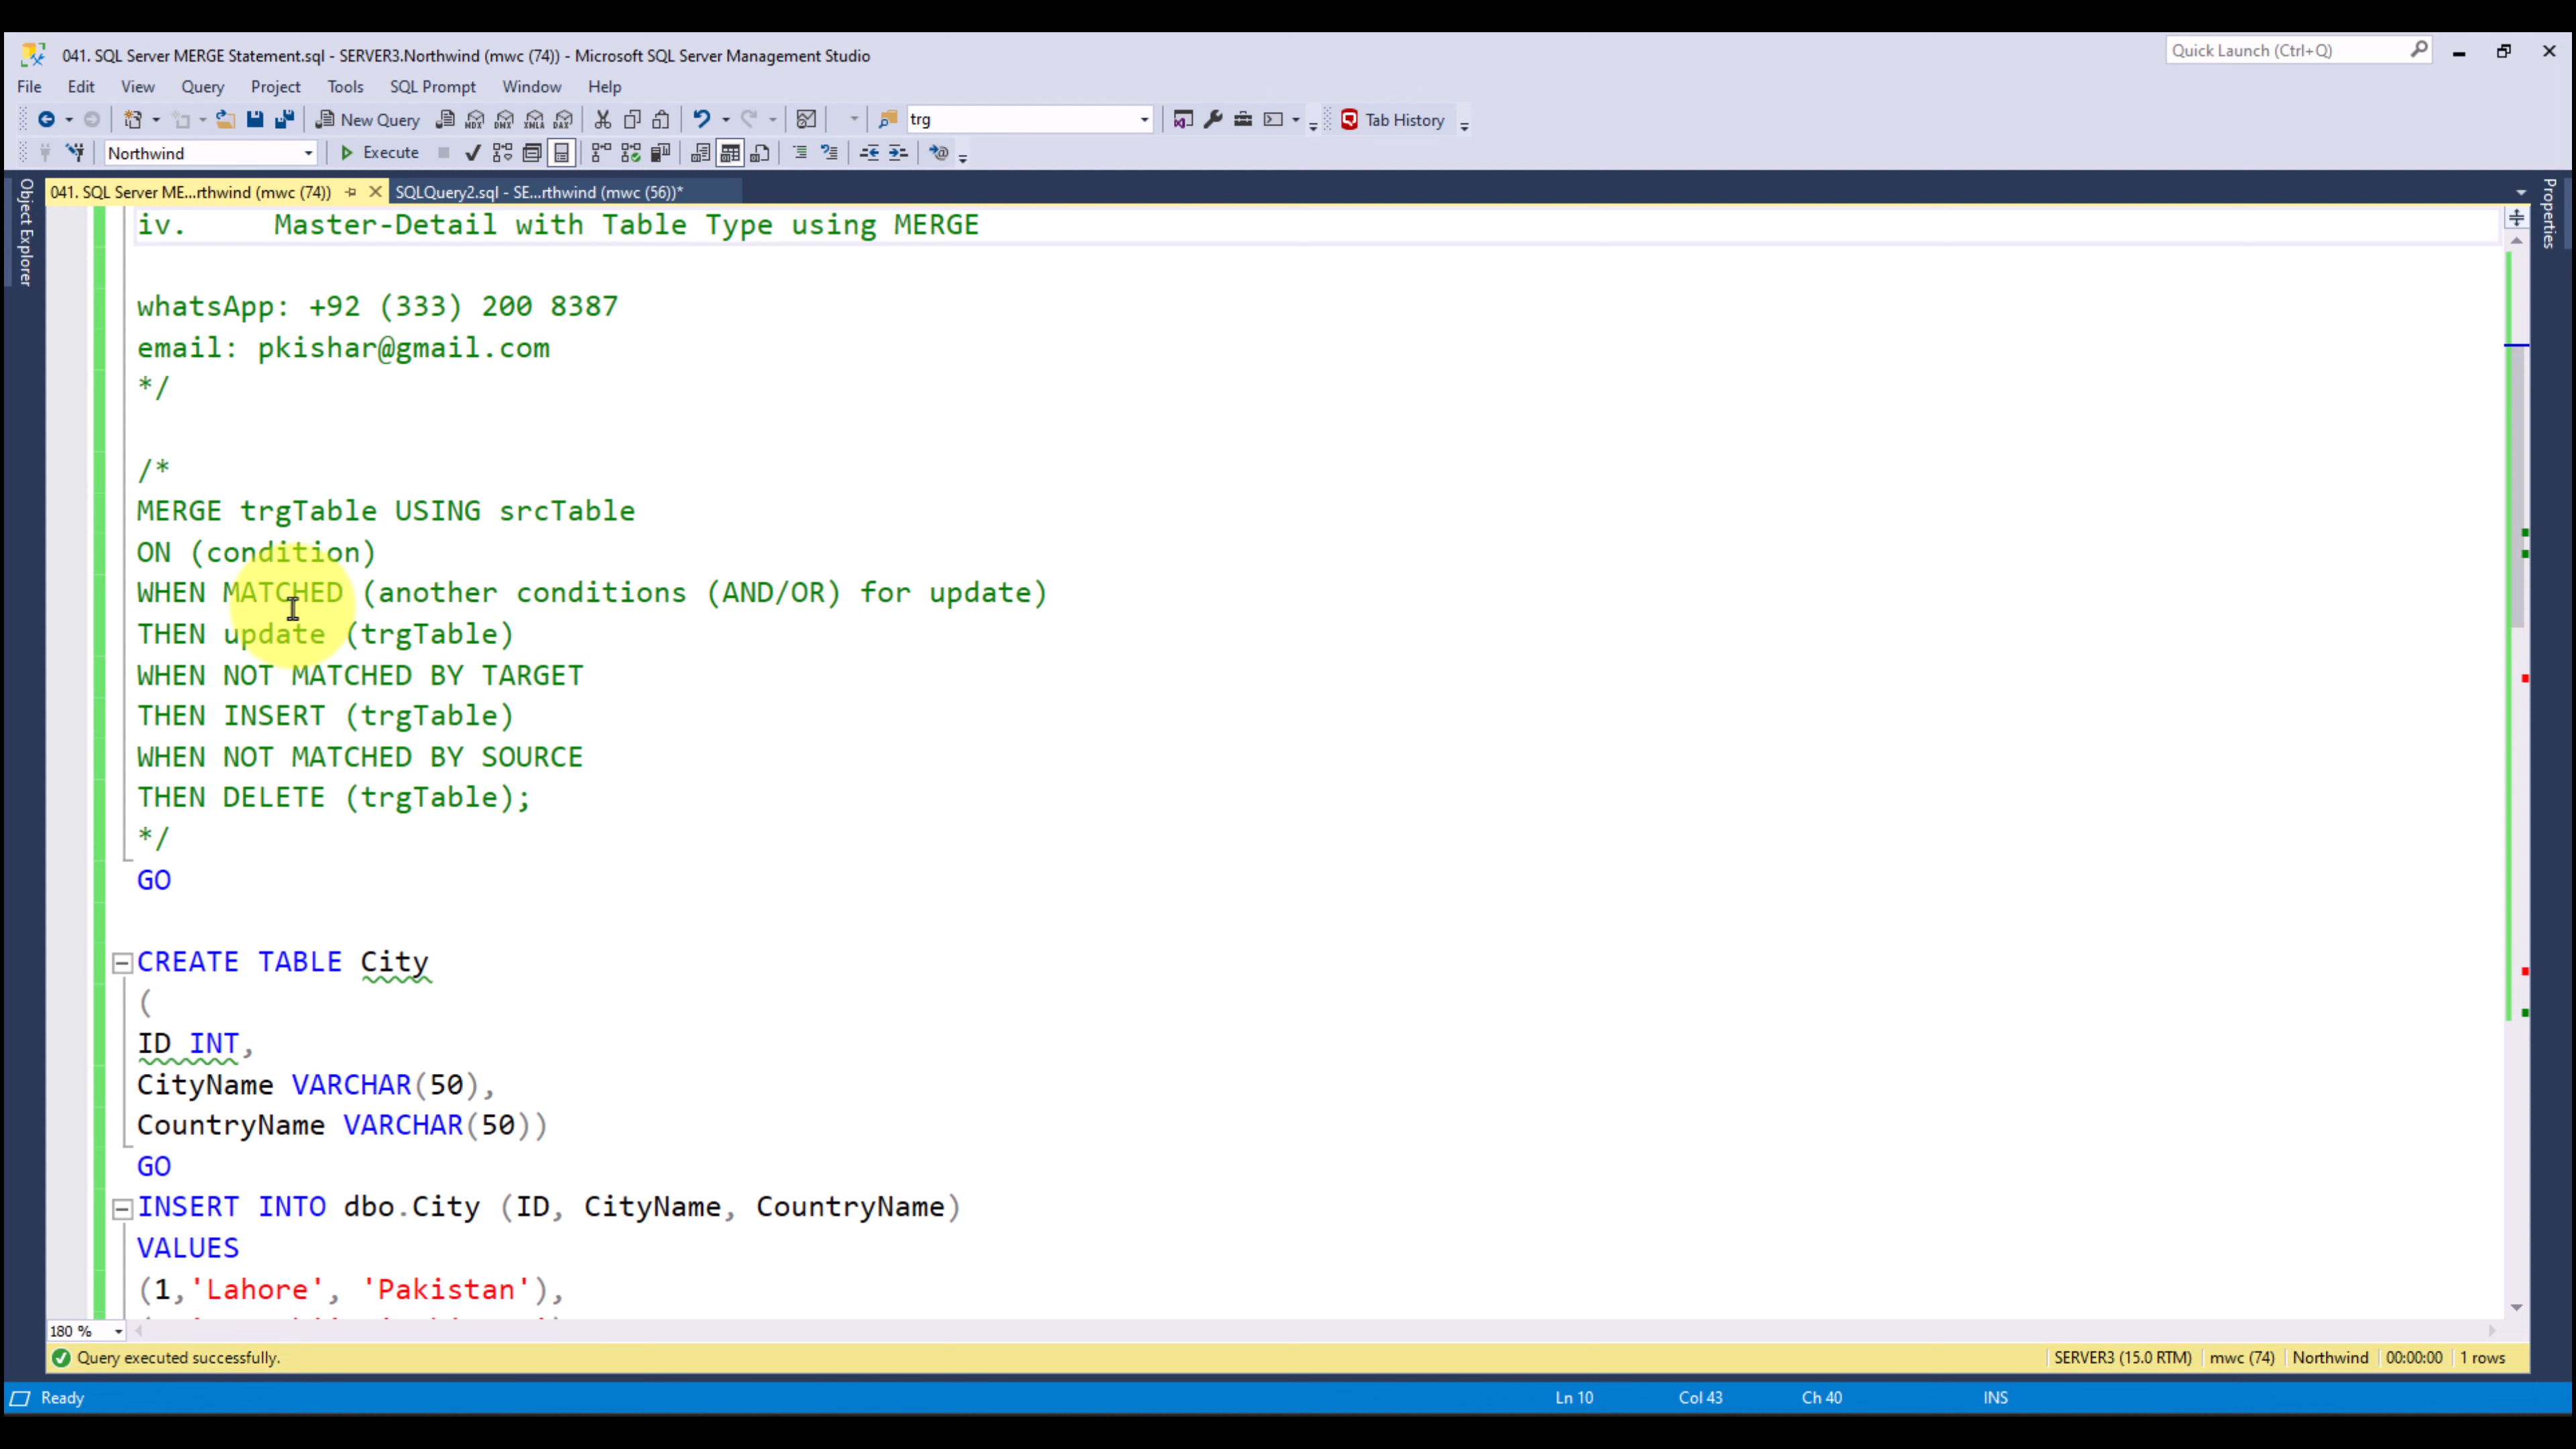 041. SQL Server MERGE Statement.sql - SERVER3.Northwind (mwc (74)) - Microsoft SQL Server Management Studio
Quick Launch (Ctrl+Q)
File Edit View Query Project Tools SQL Prompt Window Help
New Query MDX DMX XMLA DAX trg Tab History
Northwind Execute
041. SQL Server ME...rthwind (mwc (74)) SQLQuery2.sql - SE...rthwind (mwc (56))*
Object Explorer
Properties
iv. Master-Detail with Table Type using MERGE
whatsApp: +92 (333) 200 8387
email: pkishar@gmail.com
*/
/*
MERGE trgTable USING srcTable
ON (condition)
WHEN MATCHED (another conditions (AND/OR) for update)
THEN update (trgTable)
WHEN NOT MATCHED BY TARGET
THEN INSERT (trgTable)
WHEN NOT MATCHED BY SOURCE
THEN DELETE (trgTable);
*/
GO
CREATE TABLE City
(
ID INT,
CityName VARCHAR(50),
CountryName VARCHAR(50))
GO
INSERT INTO dbo.City (ID, CityName, CountryName)
VALUES
(1,'Lahore', 'Pakistan'),
180 %
Query executed successfully. SERVER3 (15.0 RTM) mwc (74) Northwind 00:00:00 1 rows
Ready Ln 10 Col 43 Ch 40 INS